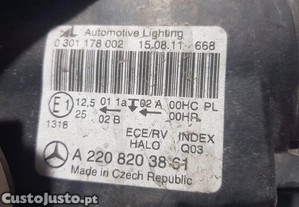 AL Automotive Lighting
0 301 178 002 15.08.11 - 668
E1 12,5 01 1a 02 A 00HC PL
25 02 B 00HR
1318
ECE/RV INDEX
HALO Q03
A 220 820 38 61
Made in Czech Republic
CustoJusto.pt